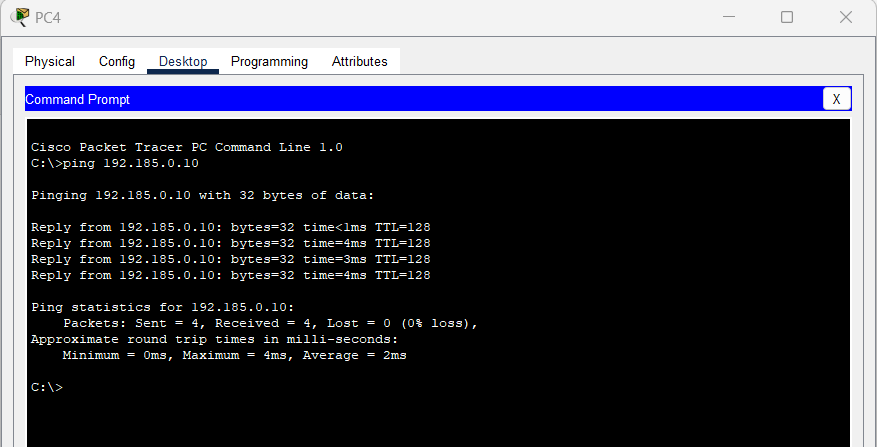 PC4
Physical Config Desktop Programming Attributes
Command Prompt X
Cisco Packet Tracer PC Command Line 1.0
C:\>ping 192.185.0.10
Pinging 192.185.0.10 with 32 bytes of data:
Reply from 192.185.0.10: bytes=32 time<1ms TTL=128
Reply from 192.185.0.10: bytes=32 time=4ms TTL=128
Reply from 192.185.0.10: bytes=32 time=3ms TTL=128
Reply from 192.185.0.10: bytes=32 time=4ms TTL=128
Ping statistics for 192.185.0.10:
    Packets: Sent = 4, Received = 4, Lost = 0 (0% loss),
Approximate round trip times in milli-seconds:
    Minimum = 0ms, Maximum = 4ms, Average = 2ms
C:\>